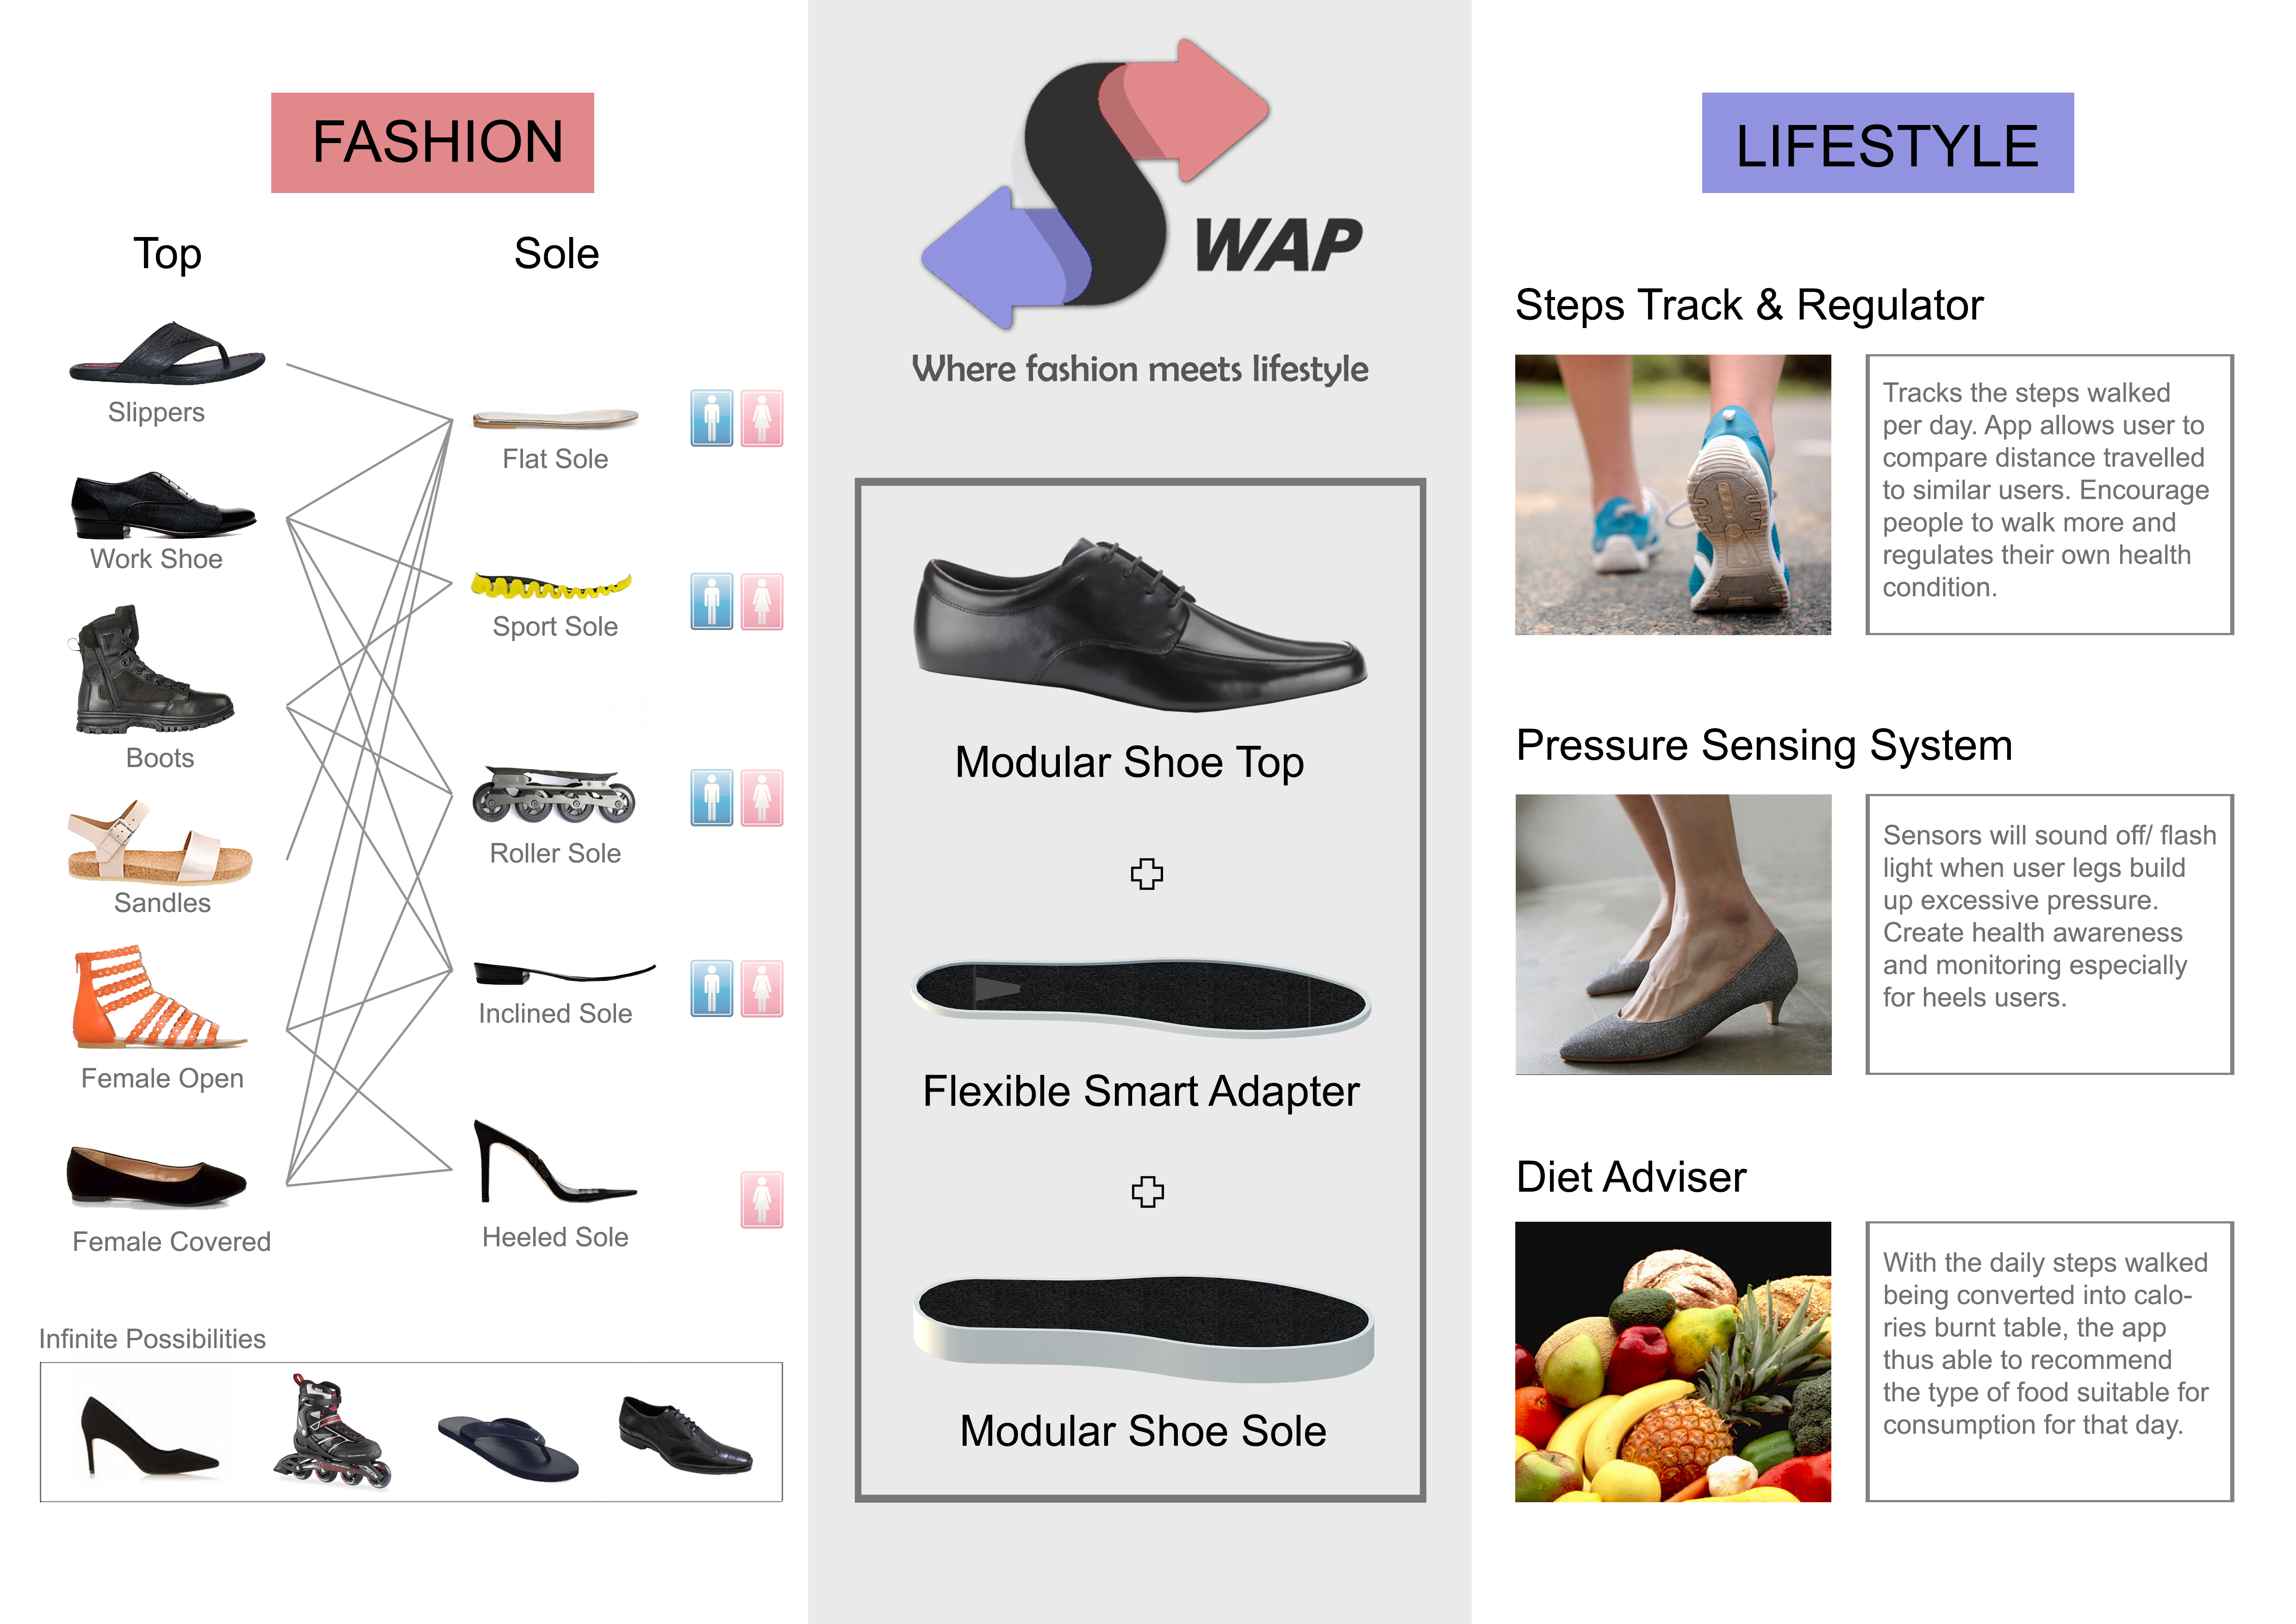 FASHION
Top
Sole
Slippers
Flat Sole
Work Shoe
Sport Sole
Boots
Roller Sole
Sandles
Inclined Sole
Female Open
Heeled Sole
Female Covered
Infinite Possibilities
SWAP
Where fashion meets lifestyle
Modular Shoe Top
Flexible Smart Adapter
Modular Shoe Sole
LIFESTYLE
Steps Track & Regulator
Tracks the steps walked
per day. App allows user to
compare distance travelled
to similar users. Encourage
people to walk more and
regulates their own health
condition.
Pressure Sensing System
Sensors will sound off/ flash
light when user legs build
up excessive pressure.
Create health awareness
and monitoring especially
for heels users.
Diet Adviser
With the daily steps walked
being converted into calo-
ries burnt table, the app
thus able to recommend
the type of food suitable for
consumption for that day.